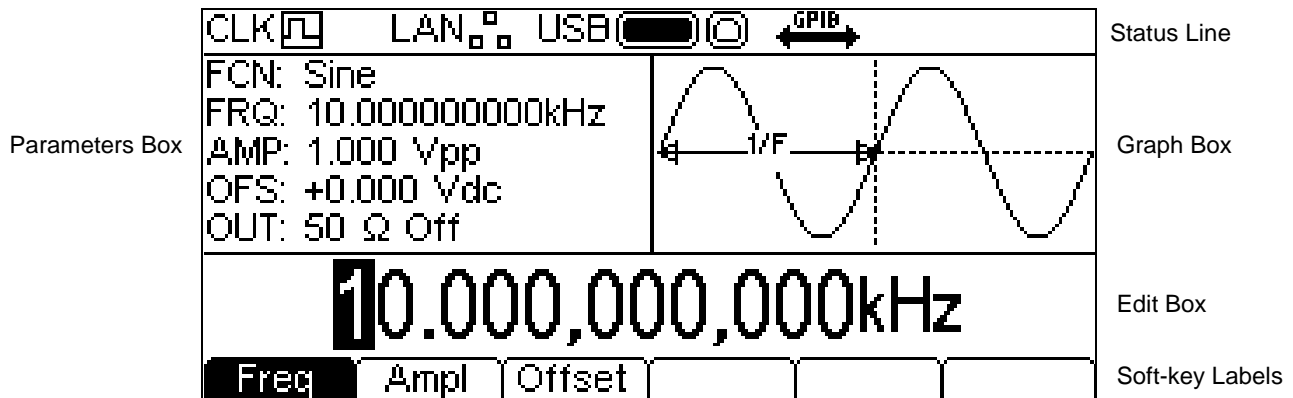 CLK LAN USB GPIB
Status Line
FCN: Sine
FRQ: 10.000000000kHz
AMP: 1.000 Vpp
OFS: +0.000 Vdc
OUT: 50 Ω Off
Parameters Box
1/F
Graph Box
10.000,000,000kHz
Edit Box
Freq Ampl Offset
Soft-key Labels